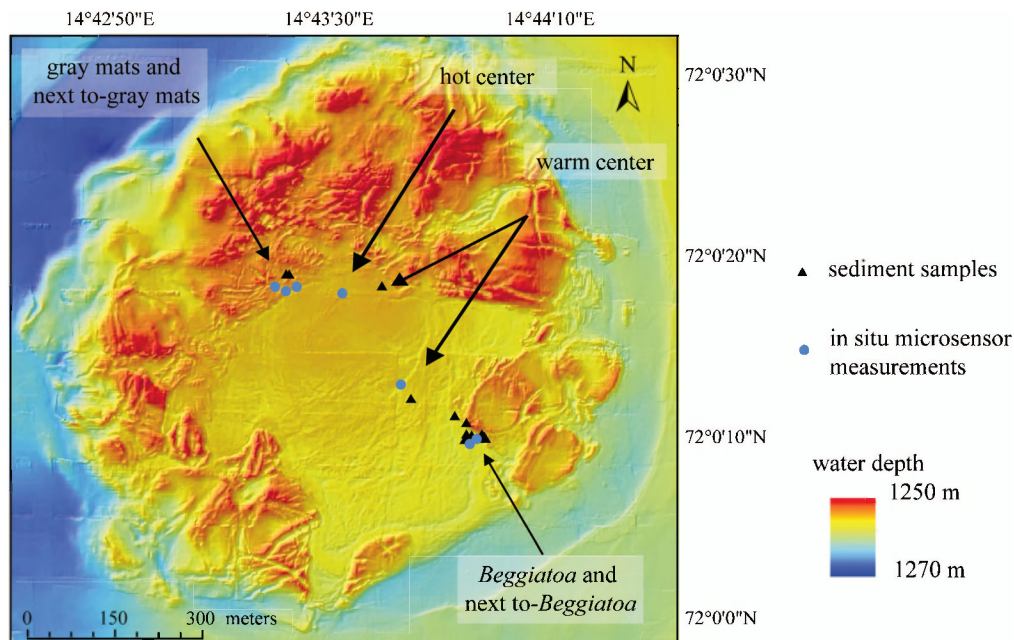 14°42'50"E
14°43'30"E
14°44'10"E
gray mats and
next to-gray mats
hot center
N
72°0'30"N
warm center
72°0'20"N
sediment samples
in situ microsensor
measurements
72°0'10"N
water depth
1250 m
1270 m
Beggiatoa and
next to-Beggiatoa
0 150 300 meters
72°0'0"N